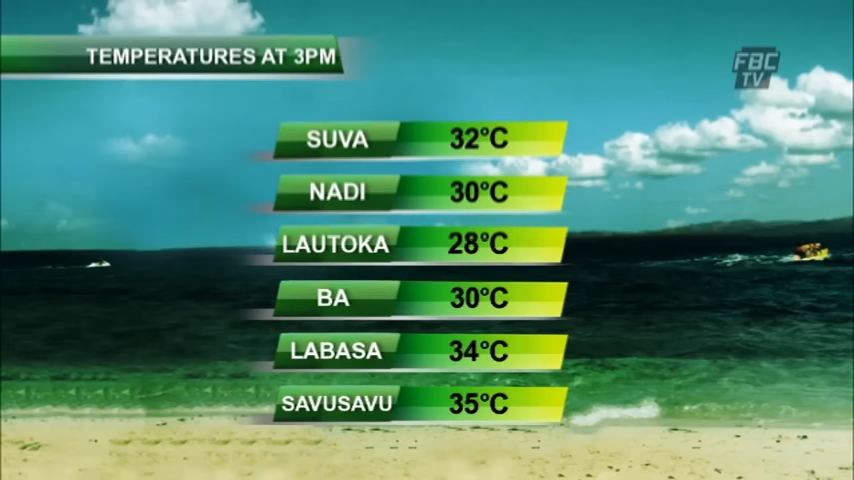 TEMPERATURES AT 3PM
FBC
TV
SUVA 32°C
NADI 30°C
LAUTOKA 28°C
BA 30°C
LABASA 34°C
SAVUSAVU 35°C